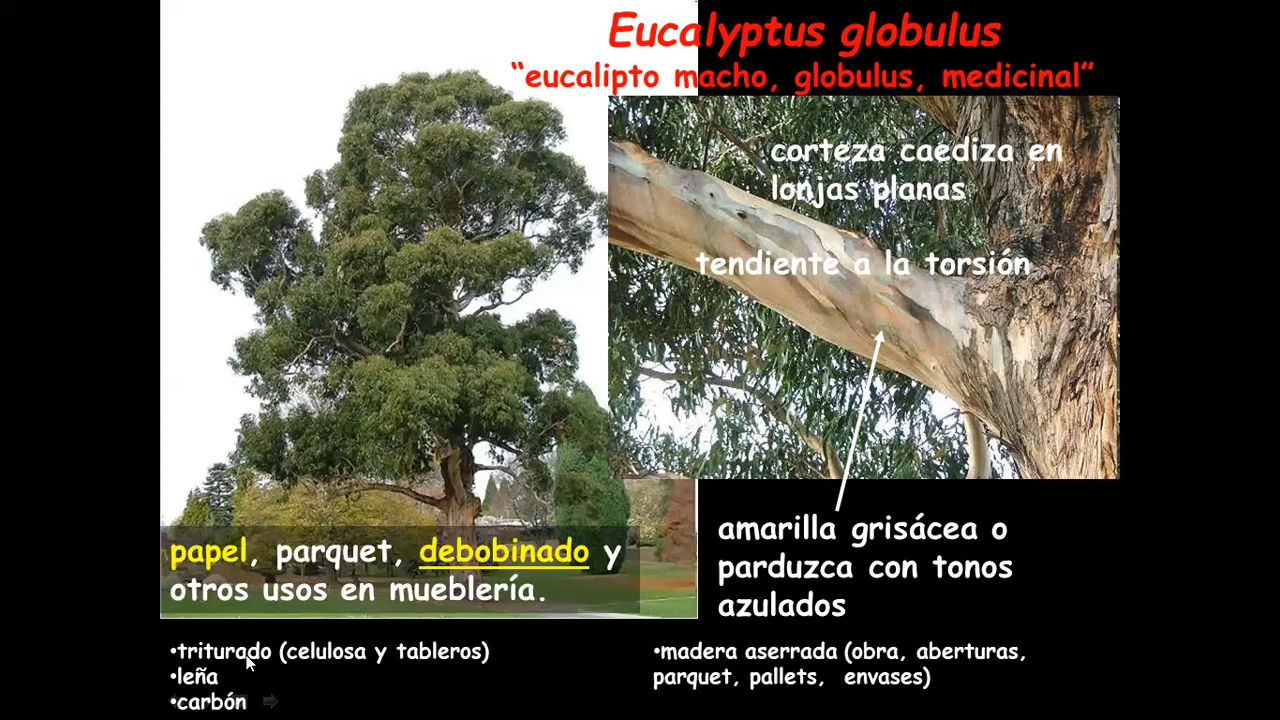 Eucalyptus globulus
“eucalipto macho, globulus, medicinal”
corteza caediza en
lonjas planas
tendiente a la torsión
amarilla grisácea o
parduzca con tonos
azulados
papel, parquet, debobinado y
otros usos en mueblería.
•triturado (celulosa y tableros)
•leña
•carbón
•madera aserrada (obra, aberturas,
parquet, pallets, envases)